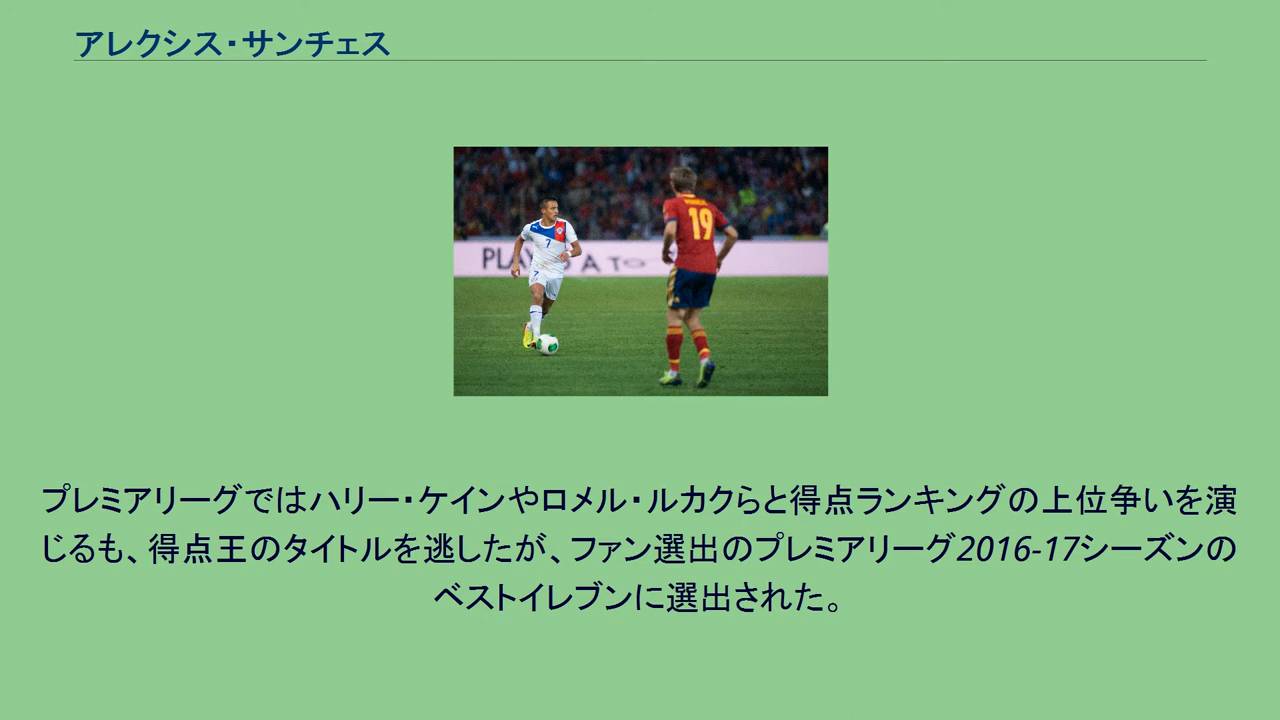 アレクシス・サンチェス
7
7
19
プレミアリーグではハリー・ケインやロメル・ルカクらと得点ランキングの上位争いを演
じるも、得点王のタイトルを逃したが、ファン選出のプレミアリーグ2016-17シーズンの
ベストイレブンに選出された。